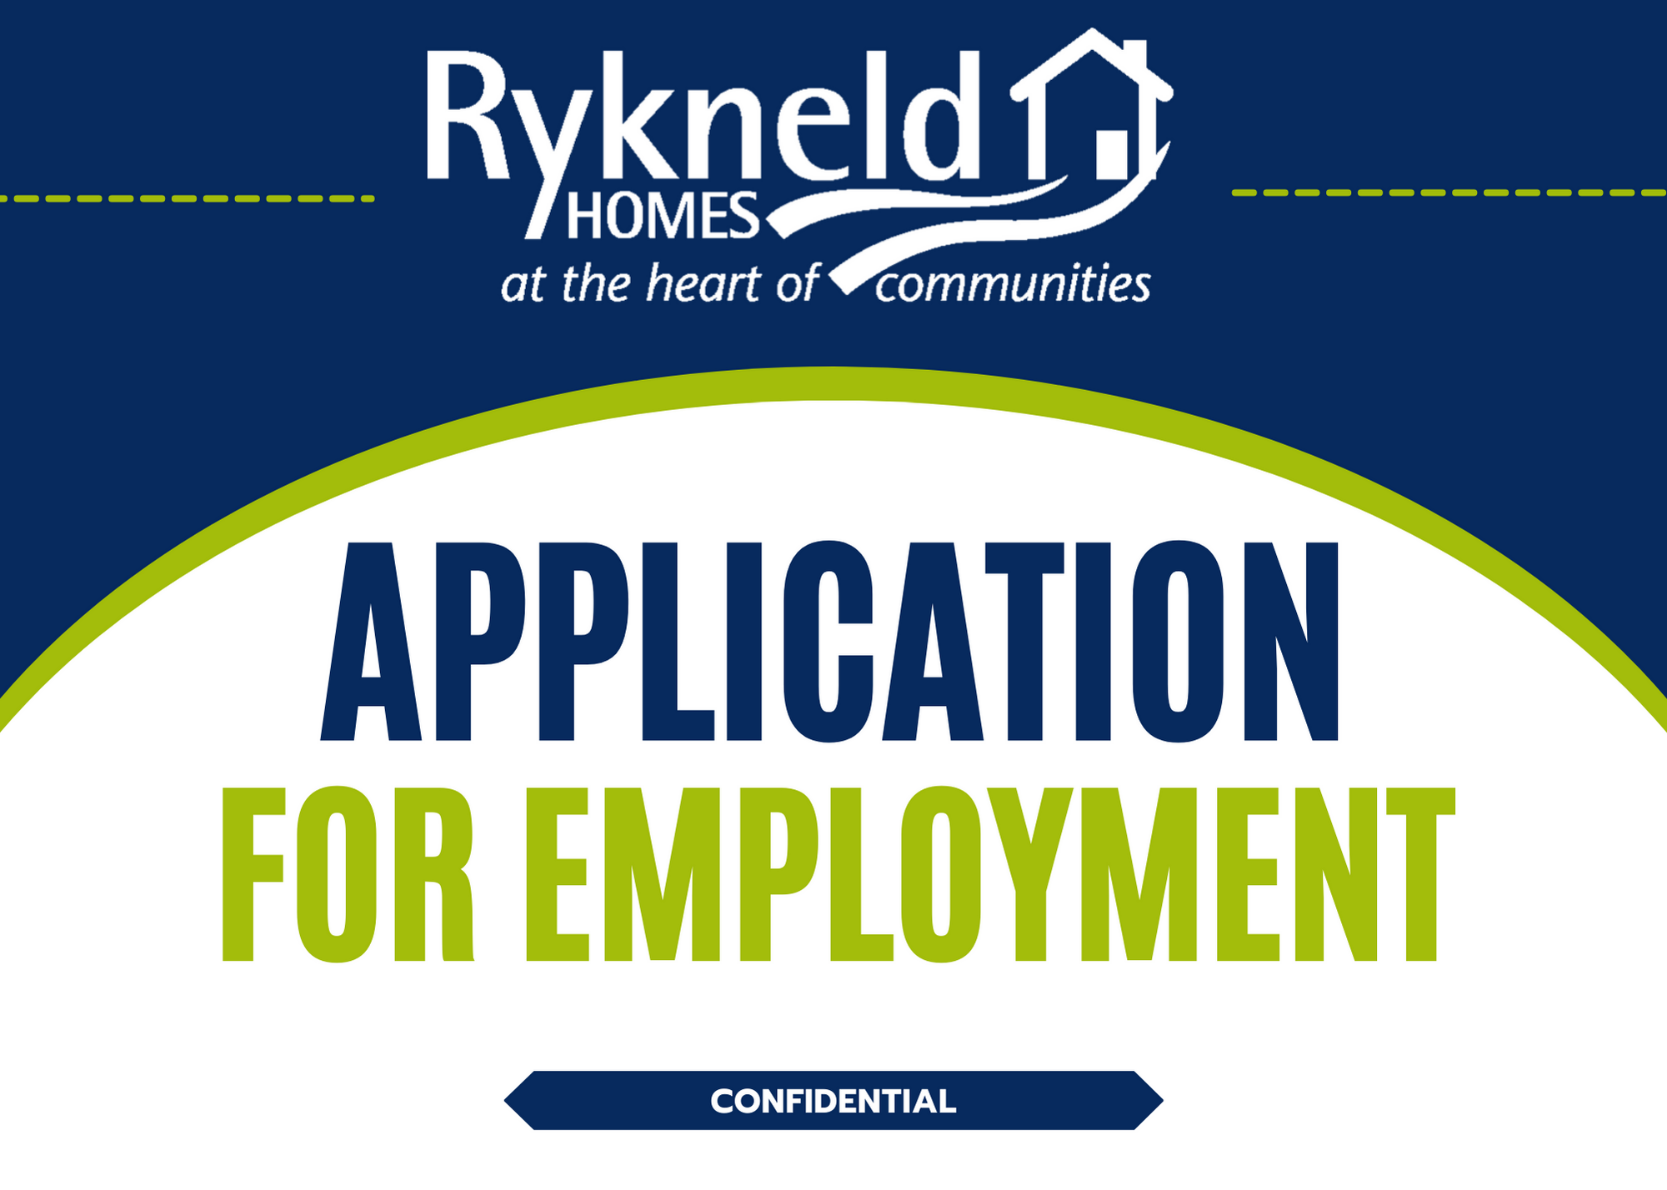 Rykneld
HOMES
at the heart of communities
APPLICATION
FOR EMPLOYMENT
CONFIDENTIAL